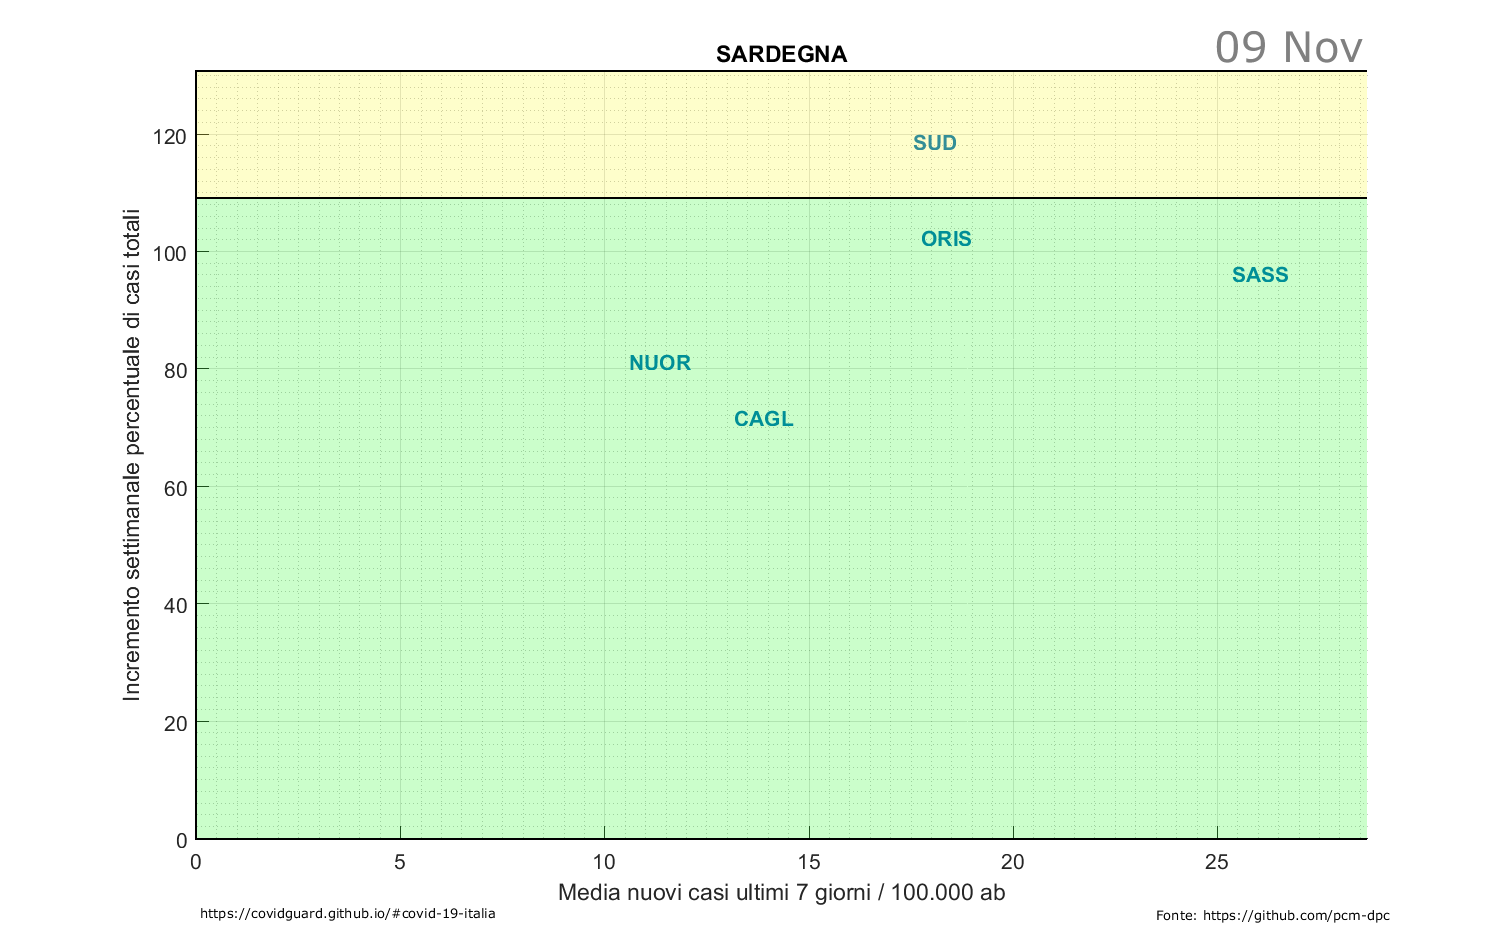 SARDEGNA
09 Nov
120
100
80
60
40
20
0
Incremento settimanale percentuale di casi totali
SUD
ORIS
SASS
NUOR
CAGL
0 5 10 15 20 25
Media nuovi casi ultimi 7 giorni / 100.000 ab
https://covidguard.github.io/#covid-19-italia
Fonte: https://github.com/pcm-dpc